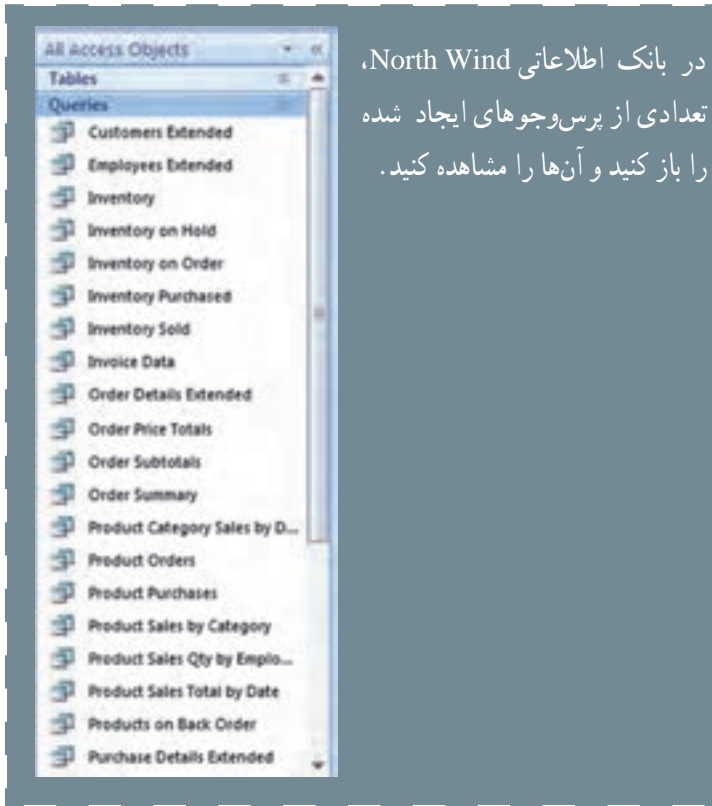 در بانک اطلاعاتی North Wind،
تعدادی از پرس‌وجوهای ایجاد شده
را باز کنید و آن‌ها را مشاهده کنید.
All Access Objects
Tables
Queries
Customers Extended
Employees Extended
Inventory
Inventory on Hold
Inventory on Order
Inventory Purchased
Inventory Sold
Invoice Data
Order Details Extended
Order Price Totals
Order Subtotals
Order Summary
Product Category Sales by D...
Product Orders
Product Purchases
Product Sales by Category
Product Sales Qty by Emplo...
Product Sales Total by Date
Products on Back Order
Purchase Details Extended